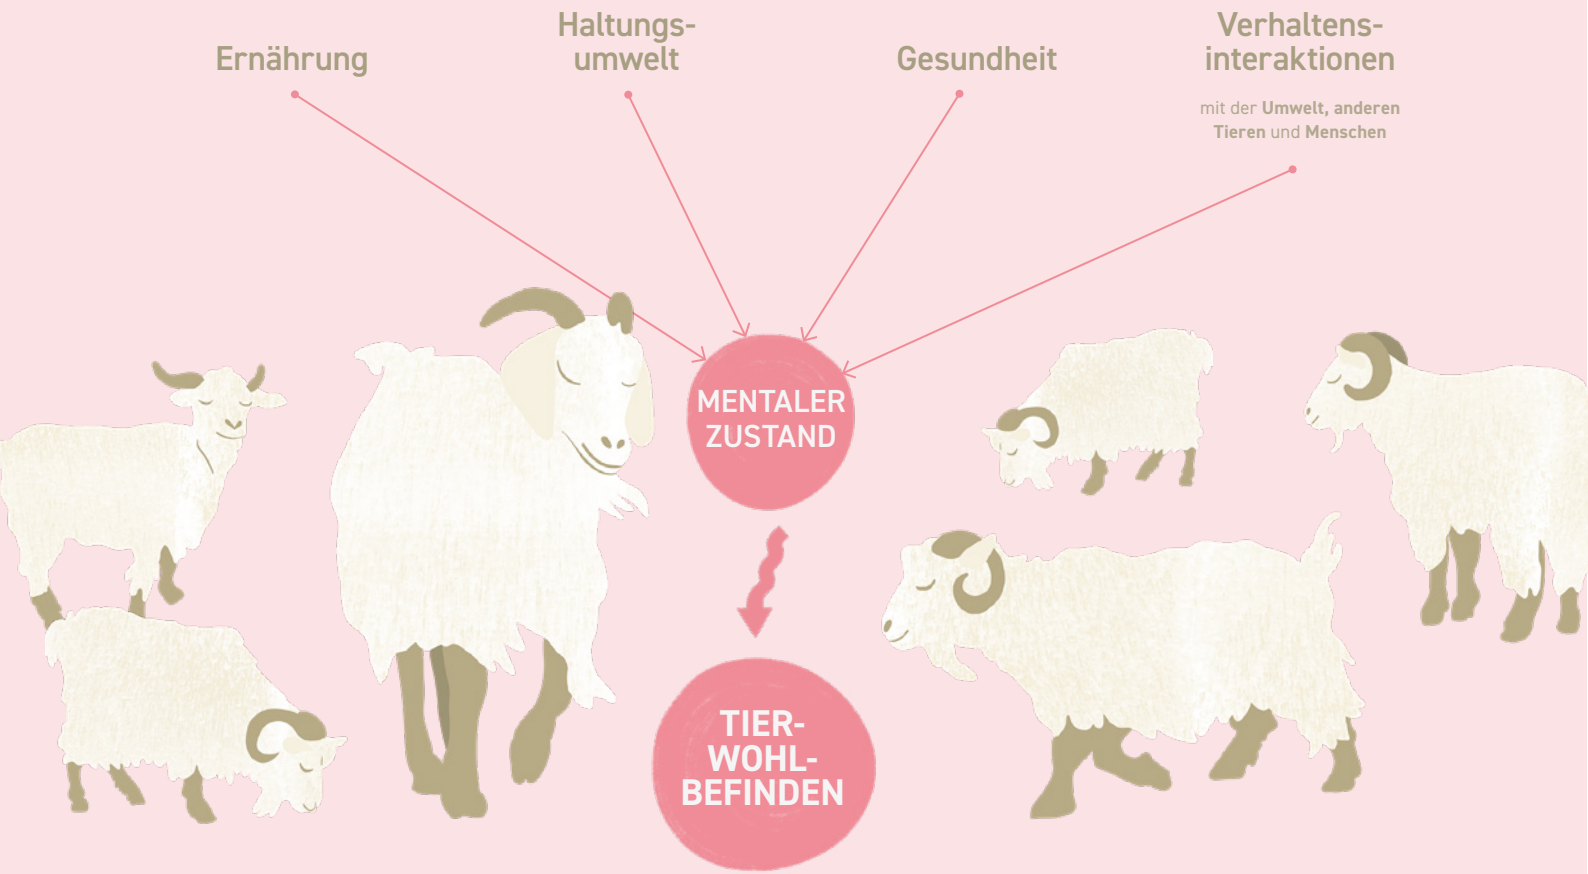 Ernährung
Haltungs-
umwelt
Gesundheit
Verhaltens-
interaktionen
mit der Umwelt, anderen
Tieren und Menschen
MENTALER
ZUSTAND
TIER-
WOHL-
BEFINDEN